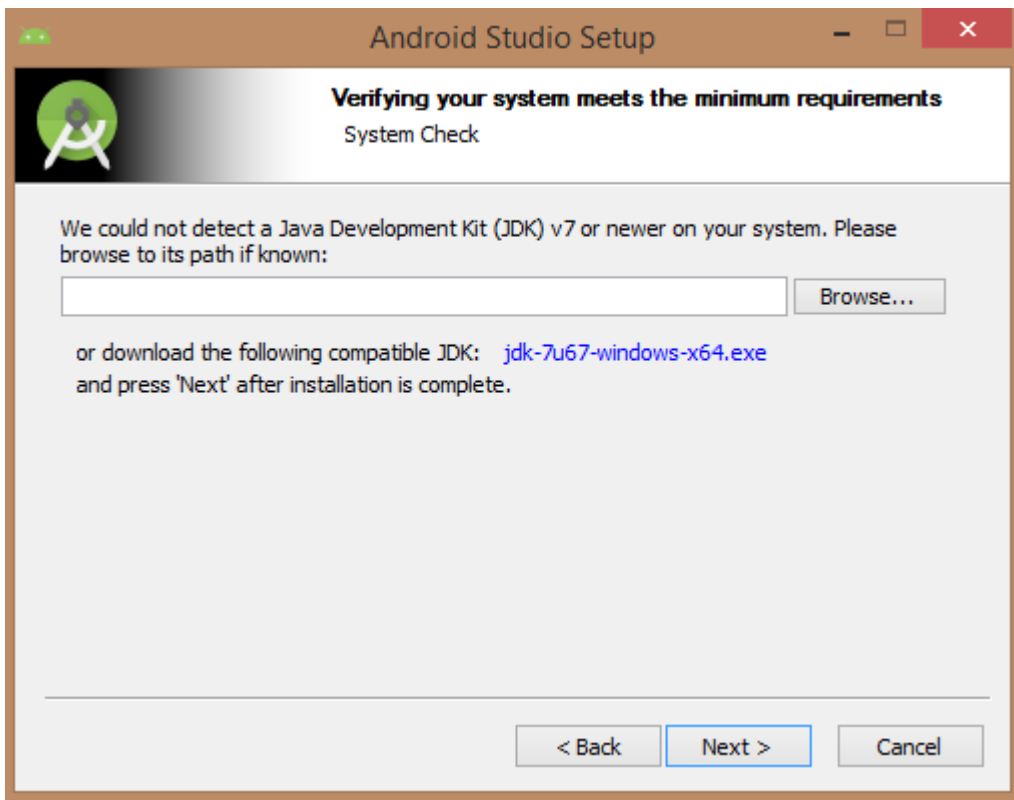 Android Studio Setup
Verifying your system meets the minimum requirements
System Check
We could not detect a Java Development Kit (JDK) v7 or newer on your system. Please
browse to its path if known:
Browse...
or download the following compatible JDK: jdk-7u67-windows-x64.exe
and press 'Next' after installation is complete.
< Back Next > Cancel